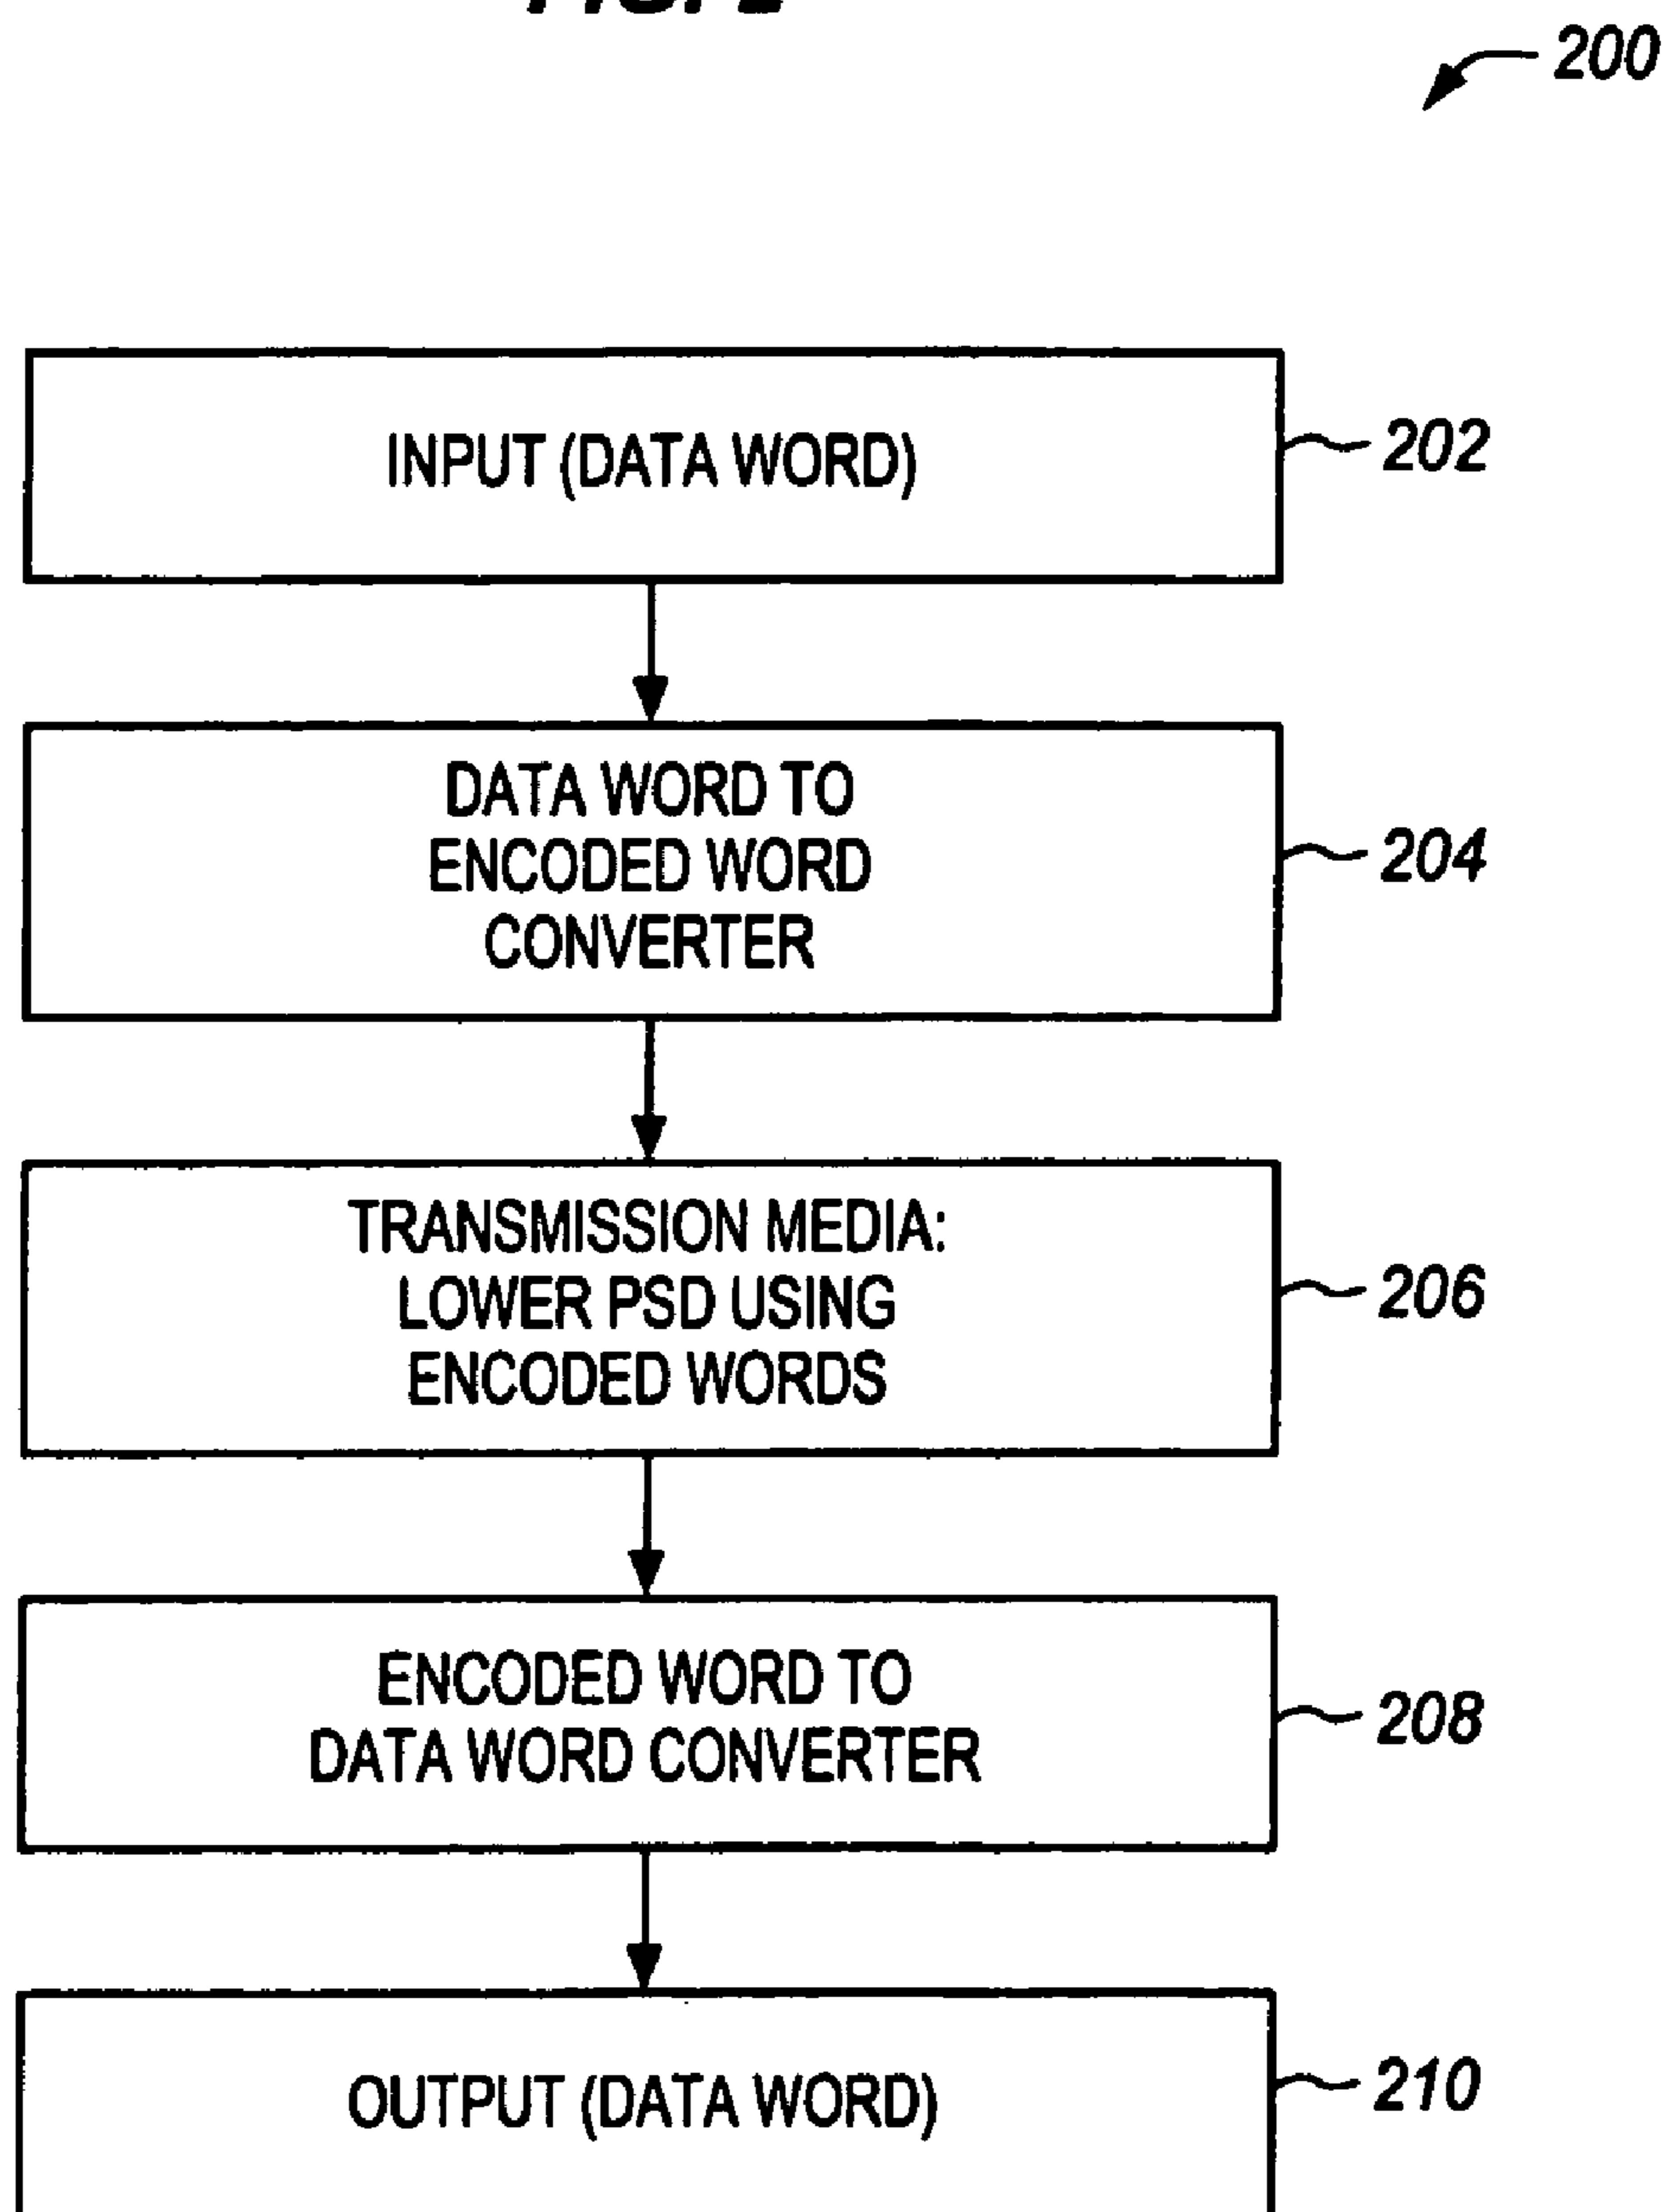 200
INPUT (DATA WORD)
202
DATA WORD TO
ENCODED WORD
CONVERTER
204
TRANSMISSION MEDIA:
LOWER PSD USING
ENCODED WORDS
206
ENCODED WORD TO
DATA WORD CONVERTER
208
OUTPUT (DATA WORD)
210